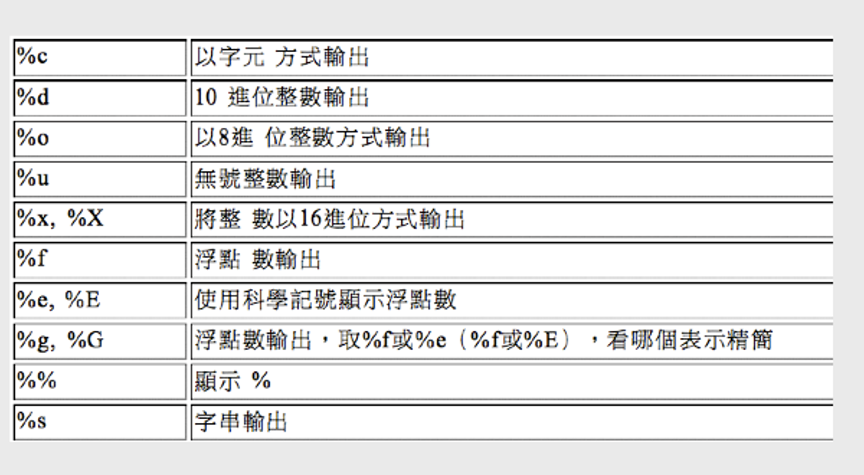 %c 以字元 方式輸出
%d 10 進位整數輸出
%o 以8進 位整數方式輸出
%u 無號整數輸出
%x, %X 將整 數以16進位方式輸出
%f 浮點 數輸出
%e, %E 使用科學記號顯示浮點數
%g, %G 浮點數輸出，取%f或%e（%f或%E），看哪個表示精簡
%% 顯示 %
%s 字串輸出